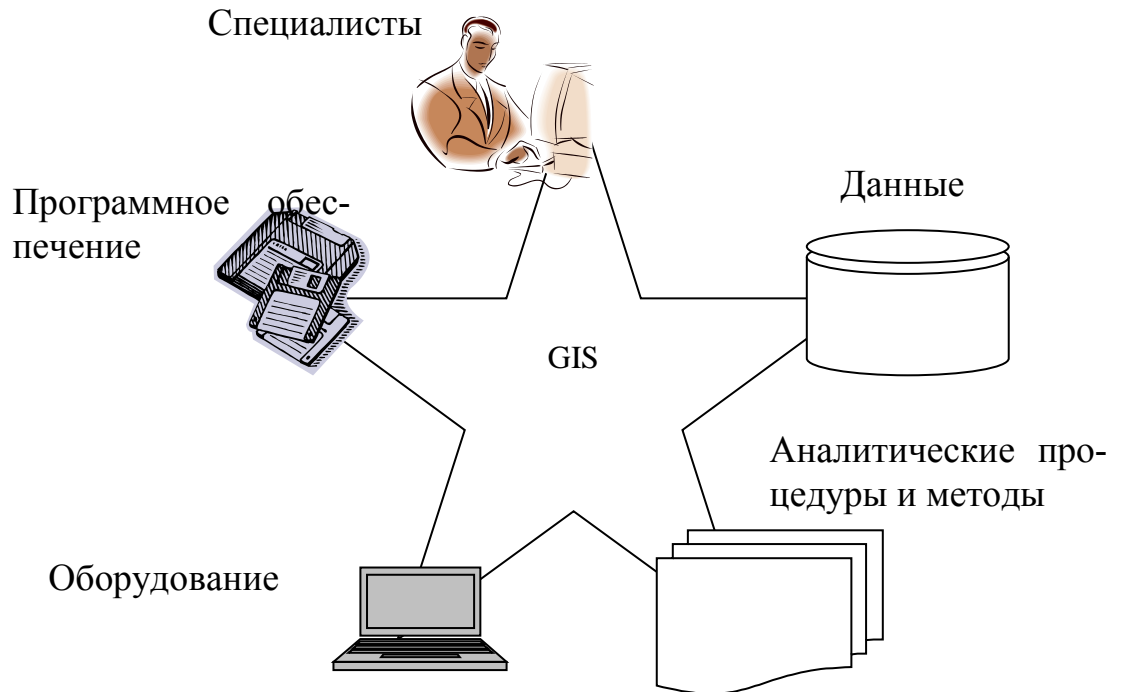 Специалисты
Данные
Программное обес-
печение
GIS
Аналитические про-
цедуры и методы
Оборудование